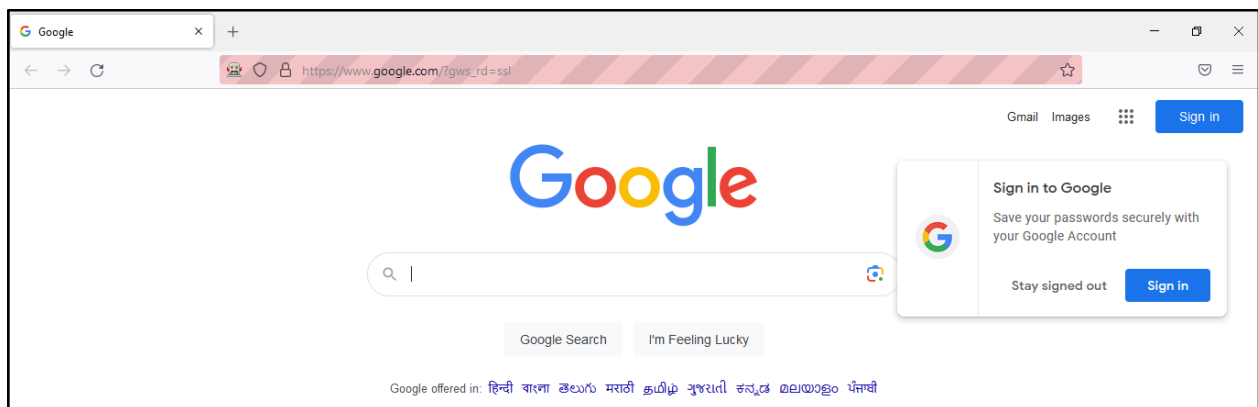 Google
https://www.google.com/?gws_rd=ssl
Gmail Images Sign in
Google
Sign in to Google
Save your passwords securely with
your Google Account
Stay signed out Sign in
Google Search I'm Feeling Lucky
Google offered in: हिन्दी বাংলা తెలుగు मराठी தமிழ் ગુજરાતી ಕನ್ನಡ മലയാളം ਪੰਜਾਬੀ